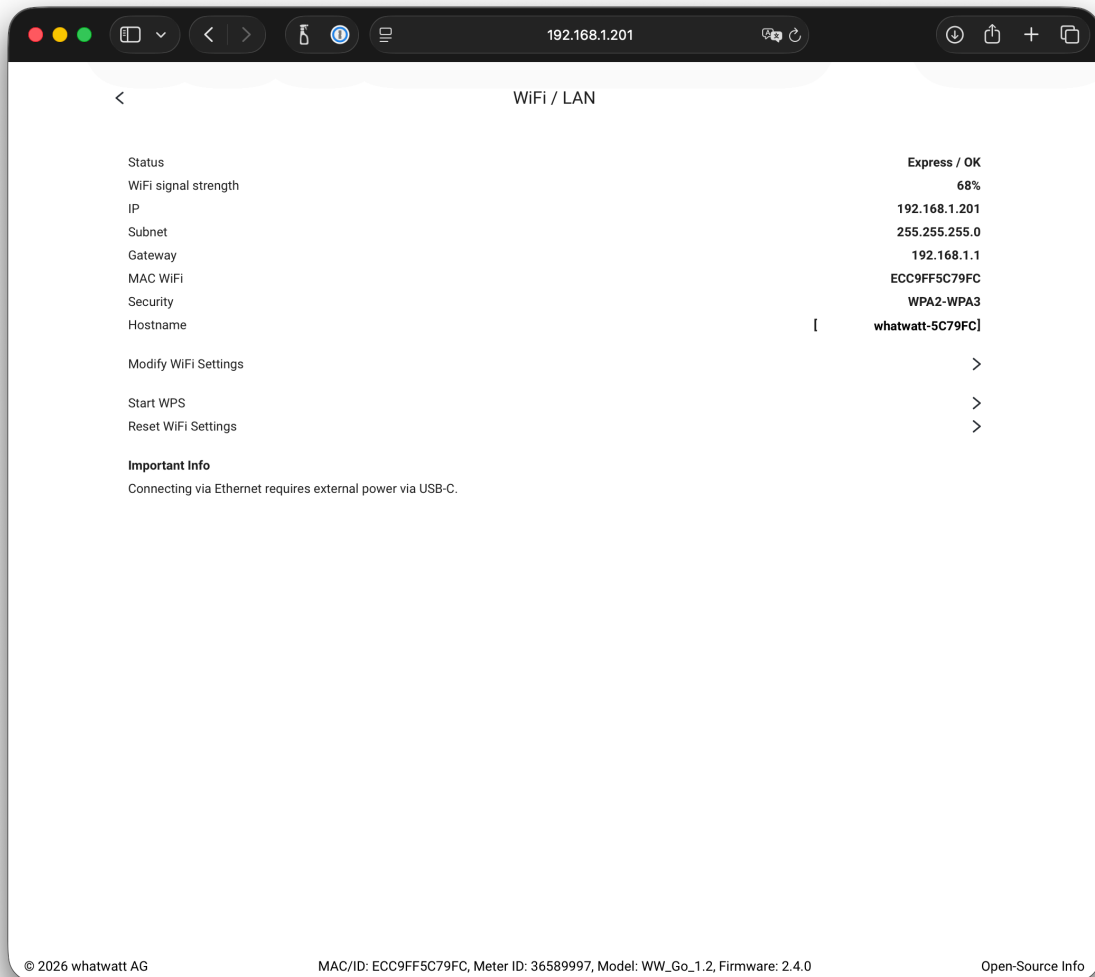 192.168.1.201
WiFi / LAN
Status Express / OK
WiFi signal strength 68%
IP 192.168.1.201
Subnet 255.255.255.0
Gateway 192.168.1.1
MAC WiFi ECC9FF5C79FC
Security WPA2-WPA3
Hostname [ whatwatt-5C79FC]
Modify WiFi Settings
Start WPS
Reset WiFi Settings
Important Info
Connecting via Ethernet requires external power via USB-C.
© 2026 whatwatt AG MAC/ID: ECC9FF5C79FC, Meter ID: 36589997, Model: WW_Go_1.2, Firmware: 2.4.0 Open-Source Info